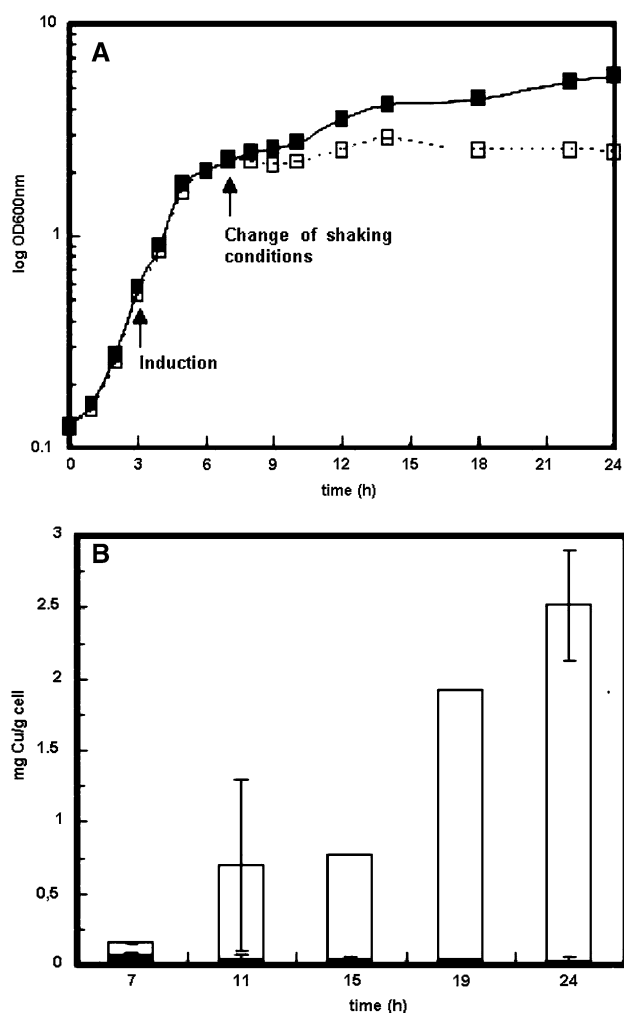 A
10
1
0.1
log OD600nm
Change of shaking
conditions
Induction
0 3 6 9 12 15 18 21 24
time (h)
B
3
2.5
2
1.5
1
0,5
0
mg Cu/g cell
7 11 15 19 24
time (h)